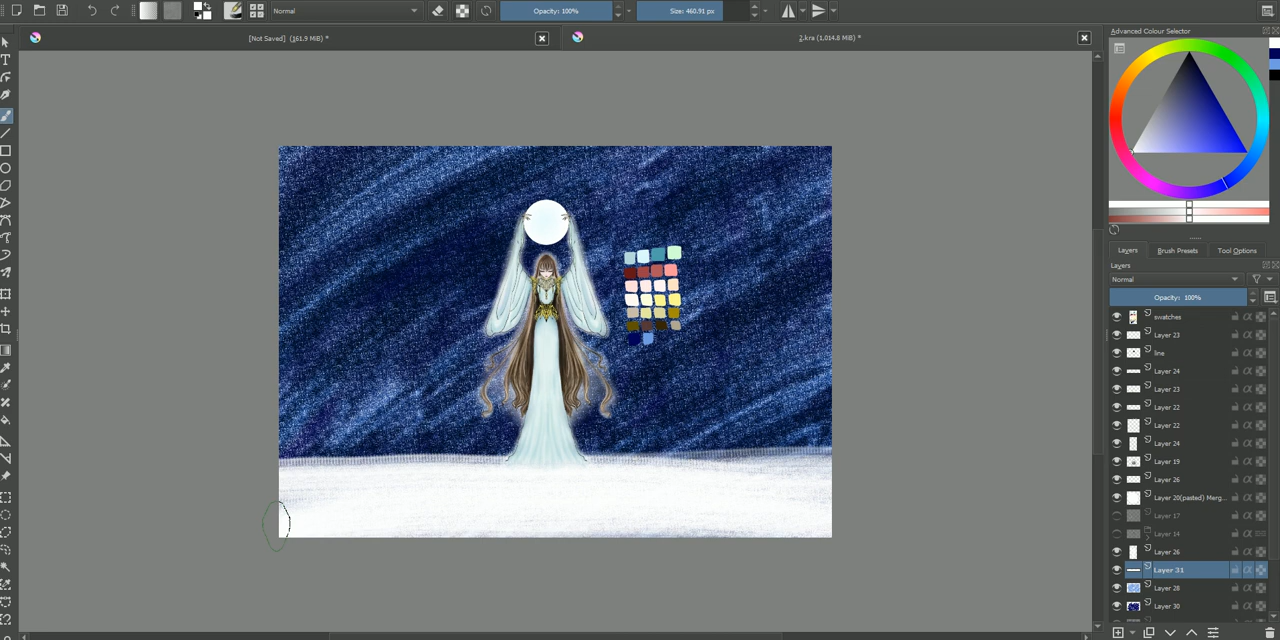 Normal
Opacity: 100%
Size: 460.91 px
[Not Saved] (161.9 MiB) *
2.kra (1,014.8 MiB) *
Advanced Colour Selector
Layers
Brush Presets
Tool Options
Layers
Normal
Opacity: 100%
swatches
Layer 23
line
Layer 24
Layer 23
Layer 22
Layer 22
Layer 24
Layer 19
Layer 26
Layer 20(pasted) Merg...
Layer 17
Layer 14
Layer 26
Layer 31
Layer 28
Layer 30